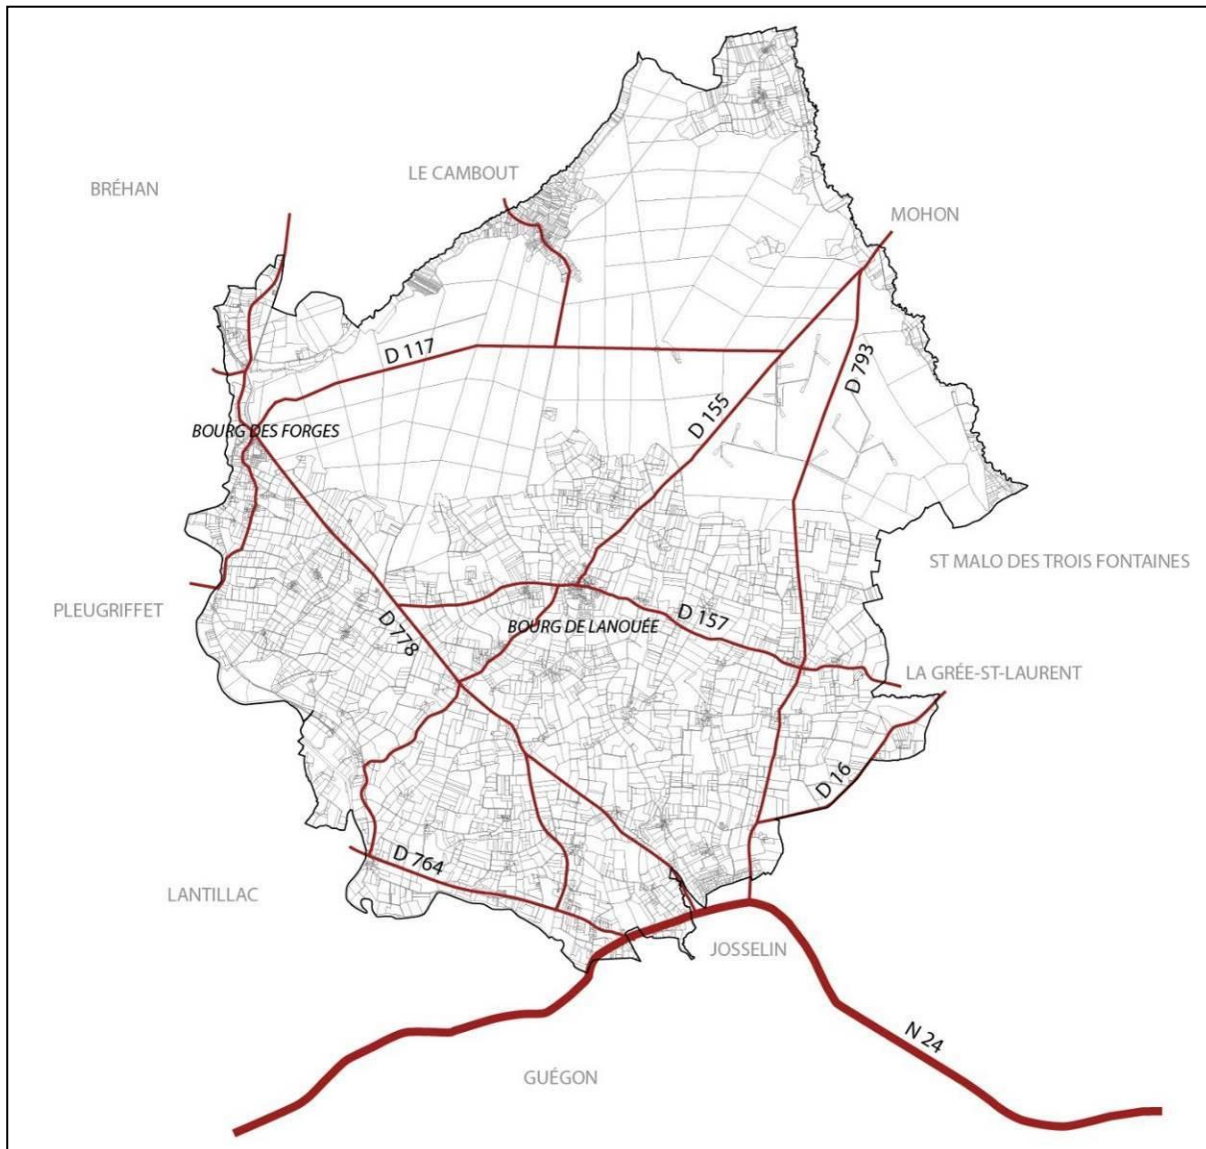 LE CAMBOUT
BRÉHAN
MOHON
D 117
D 793
D 155
BOURG DES FORGES
ST MALO DES TROIS FONTAINES
PLEUGRIFFET
D 157
BOURG DE LANOUÉE
D 778
LA GRÉE-ST-LAURENT
D 16
D 764
LANTILLAC
JOSSELIN
N 24
GUÉGON